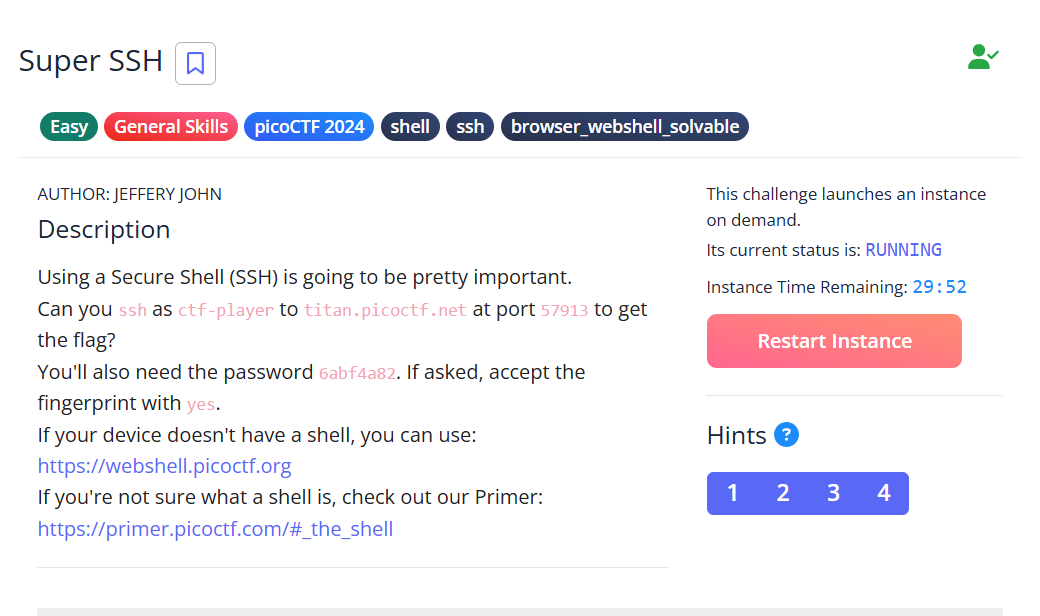 Super SSH
Easy General Skills picoCTF 2024 shell ssh browser_webshell_solvable
AUTHOR: JEFFERY JOHN
Description
Using a Secure Shell (SSH) is going to be pretty important.
Can you ssh as ctf-player to titan.picoctf.net at port 57913 to get
the flag?
You'll also need the password 6abf4a82. If asked, accept the
fingerprint with yes.
If your device doesn't have a shell, you can use:
https://webshell.picoctf.org
If you're not sure what a shell is, check out our Primer:
https://primer.picoctf.com/#_the_shell
This challenge launches an instance
on demand.
Its current status is: RUNNING
Instance Time Remaining: 29:52
Restart Instance
Hints ?
1 2 3 4